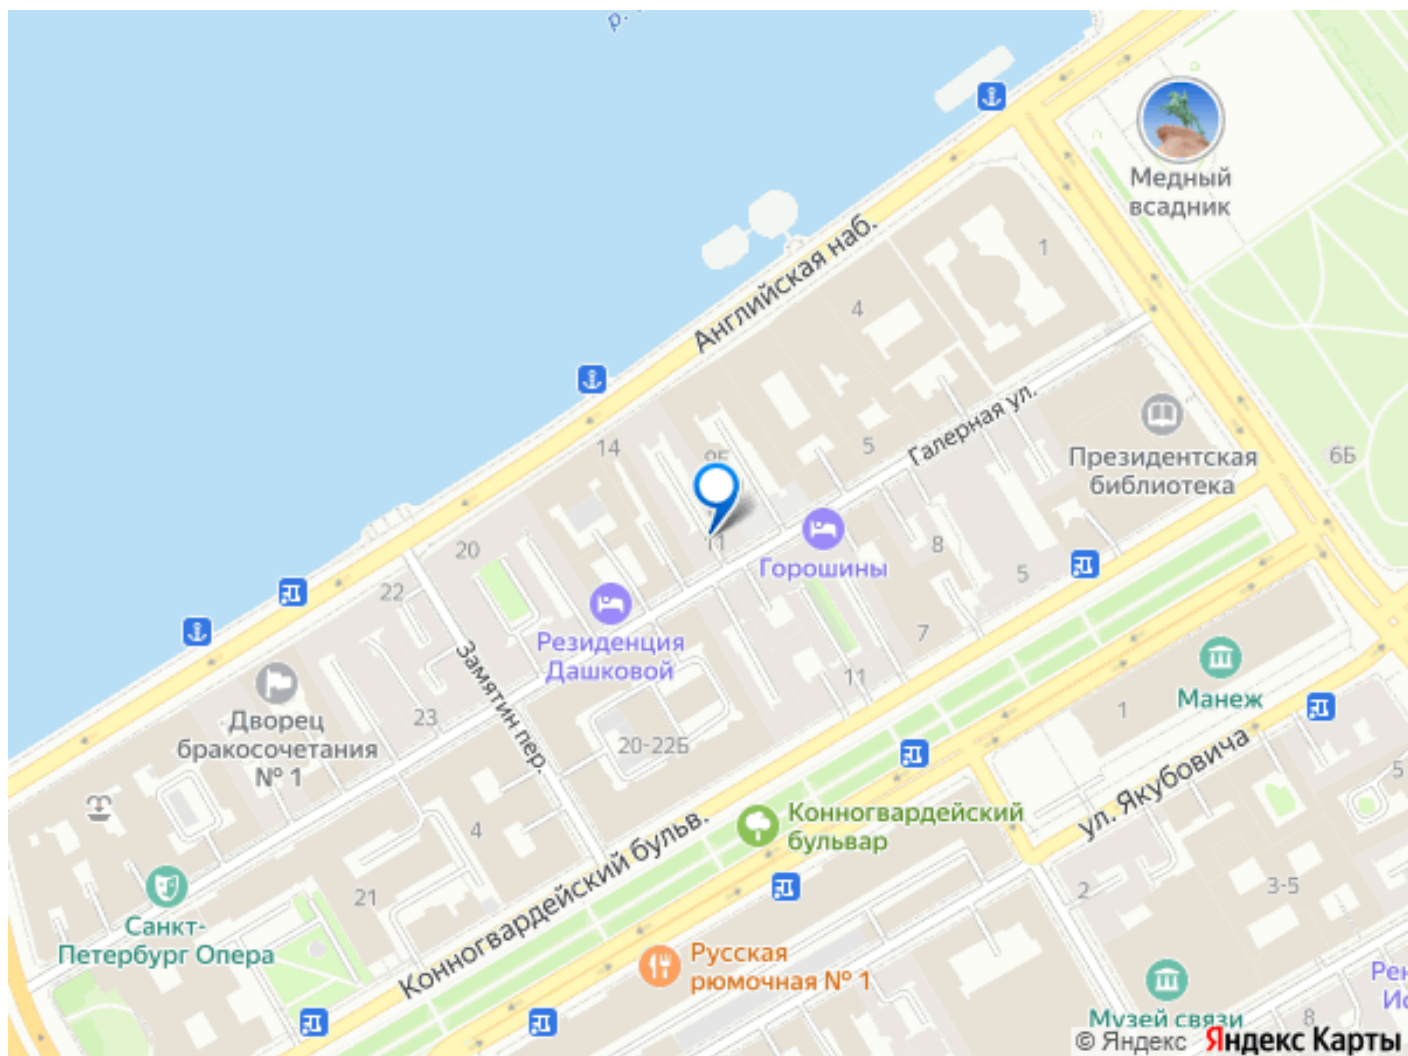 р.
Медный
всадник
Английская наб.
1
4
Галерная ул.
5
Президентская
библиотека
6Б
14
9Б
11
Горошины
8
5
20
22
Резиденция
Дашковой
7
11
Замятин пер.
Манеж
1
Дворец
бракосочетания
№ 1
23
20-22Б
ул. Якубовича
5
Конногвардейский
бульвар
4
Конногвардейский бульв.
21
2
3-5
Санкт-
Петербург Опера
Русская
рюмочная № 1
Музей связи
8
© Яндекс Яндекс Карты